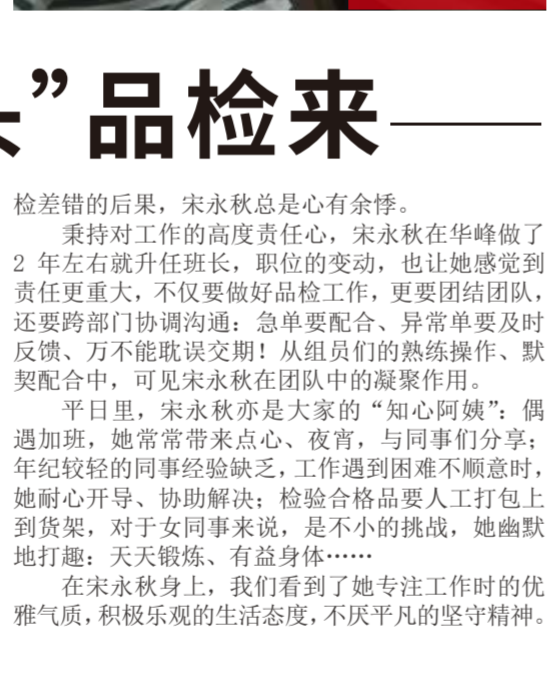 ”品检来——
检差错的后果，宋永秋总是心有余悸。
秉持对工作的高度责任心，宋永秋在华峰做了
2 年左右就升任班长，职位的变动，也让她感觉到
责任更重大，不仅要做好品检工作，更要团结团队，
还要跨部门协调沟通：急单要配合、异常单要及时
反馈、万不能耽误交期！从组员们的熟练操作、默
契配合中，可见宋永秋在团队中的凝聚作用。
平日里，宋永秋亦是大家的“知心阿姨”：偶
遇加班，她常常带来点心、夜宵，与同事们分享；
年纪较轻的同事经验缺乏，工作遇到困难不顺意时，
她耐心开导、协助解决；检验合格品要人工打包上
到货架，对于女同事来说，是不小的挑战，她幽默
地打趣：天天锻炼、有益身体……
在宋永秋身上，我们看到了她专注工作时的优
雅气质，积极乐观的生活态度，不厌平凡的坚守精神。